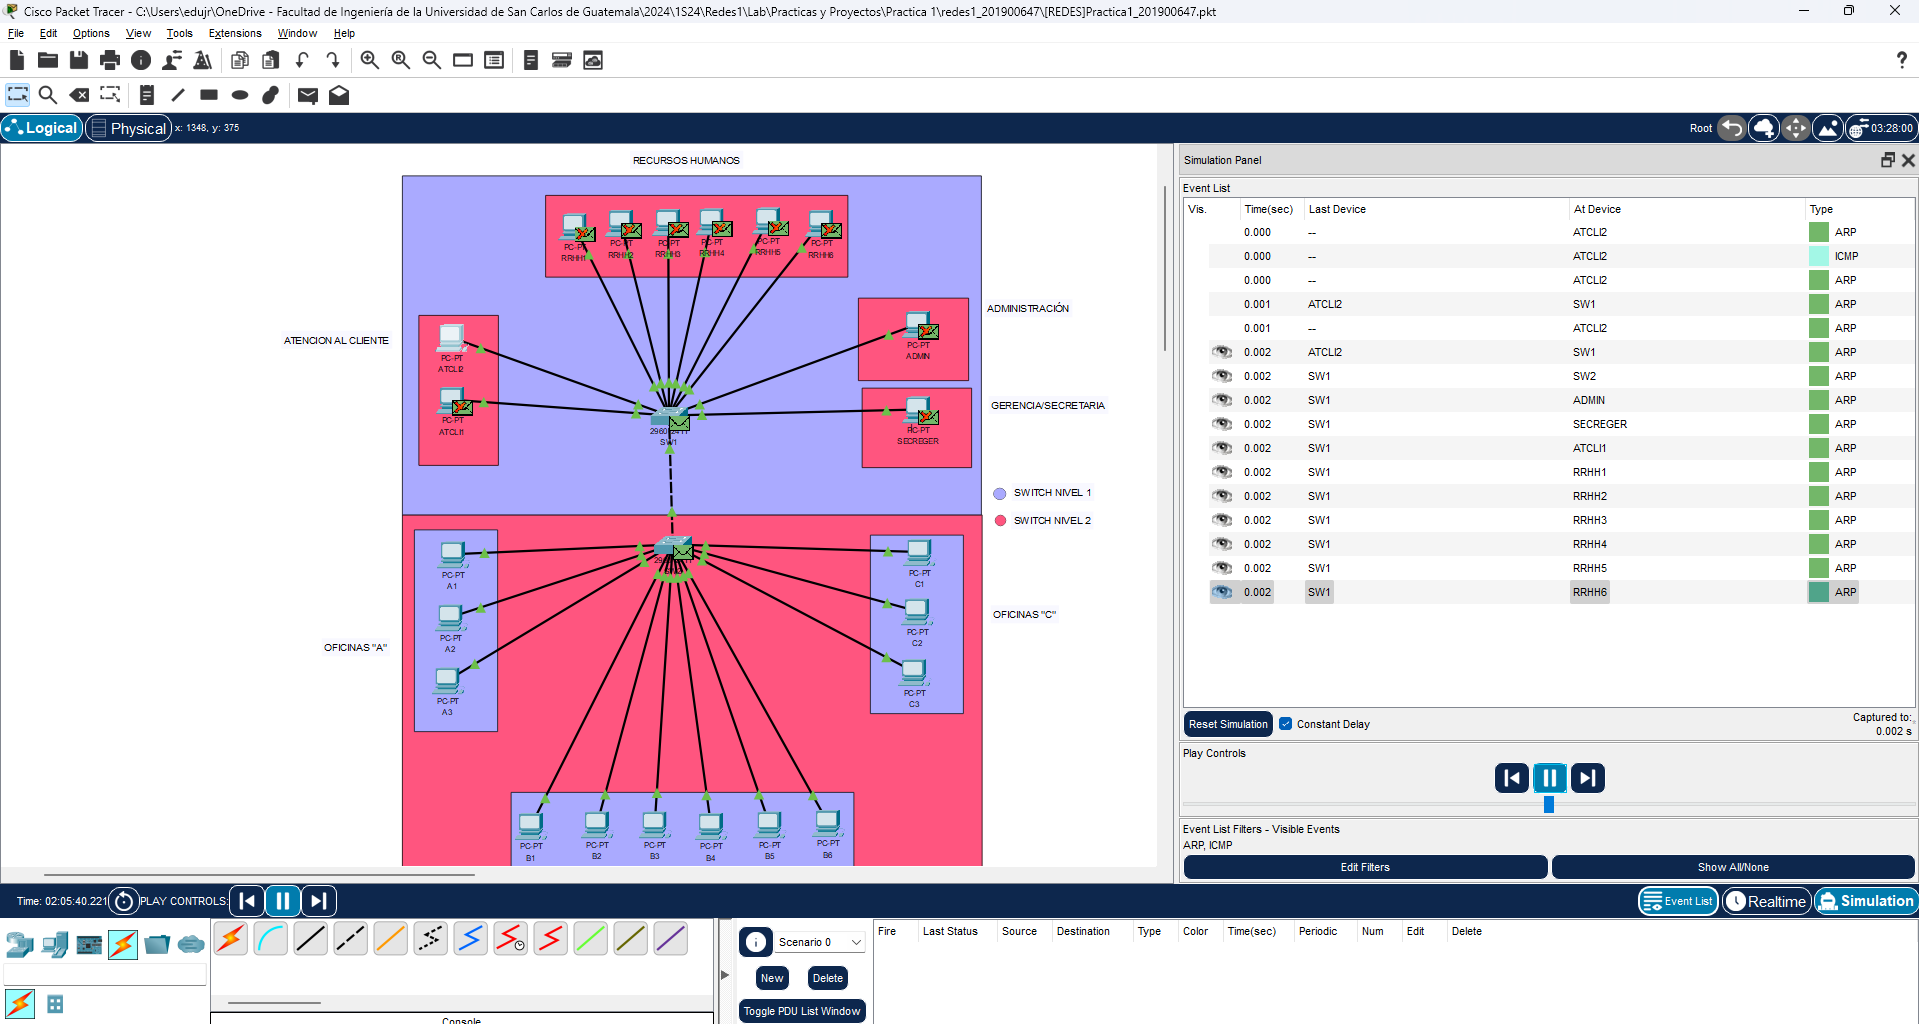 Cisco Packet Tracer - C:\Users\edujr\OneDrive - Facultad de Ingeniería de la Universidad de San Carlos de Guatemala\2024\1S24\Redes1\Lab\Practicas y Proyectos\Practica 1\redes1_201900647\[REDES]Practica1_201900647.pkt
File Edit Options View Tools Extensions Window Help
Logical Physical x: 1348, y: 375 Root 03:28:00
RECURSOS HUMANOS
PC-PT RRHH1
PC-PT RRHH2
PC-PT RRHH3
PC-PT RRHH4
PC-PT RRHH5
PC-PT RRHH6
ADMINISTRACIÓN
ATENCION AL CLIENTE
PC-PT
ATCLI2
PC-PT
ADMIN
GERENCIA/SECRETARIA
PC-PT
ATCLI1
SW1
PC-PT
SECREGER
SWITCH NIVEL 1
SWITCH NIVEL 2
PC-PT
A1
PC-PT
A2
PC-PT
A3
OFICINAS "A"
PC-PT
C1
PC-PT
C2
PC-PT
C3
OFICINAS "C"
PC-PT
B1
PC-PT
B2
PC-PT
B3
PC-PT
B4
PC-PT
B5
PC-PT
B6
Simulation Panel
Event List
Vis. Time(sec) Last Device At Device Type
0.000 -- ATCLI2 ARP
0.000 -- ATCLI2 ICMP
0.000 -- ATCLI2 ARP
0.001 ATCLI2 SW1 ARP
0.001 -- ATCLI2 ARP
0.002 ATCLI2 SW1 ARP
0.002 SW1 SW2 ARP
0.002 SW1 ADMIN ARP
0.002 SW1 SECREGER ARP
0.002 SW1 ATCLI1 ARP
0.002 SW1 RRHH1 ARP
0.002 SW1 RRHH2 ARP
0.002 SW1 RRHH3 ARP
0.002 SW1 RRHH4 ARP
0.002 SW1 RRHH5 ARP
0.002 SW1 RRHH6 ARP
Reset Simulation Constant Delay Captured to:
0.002 s
Play Controls
Event List Filters - Visible Events
ARP, ICMP
Edit Filters Show All/None
Time: 02:05:40.221 PLAY CONTROLS: Event List Realtime Simulation
Scenario 0
New Delete
Toggle PDU List Window
Fire Last Status Source Destination Type Color Time(sec) Periodic Num Edit Delete
Console